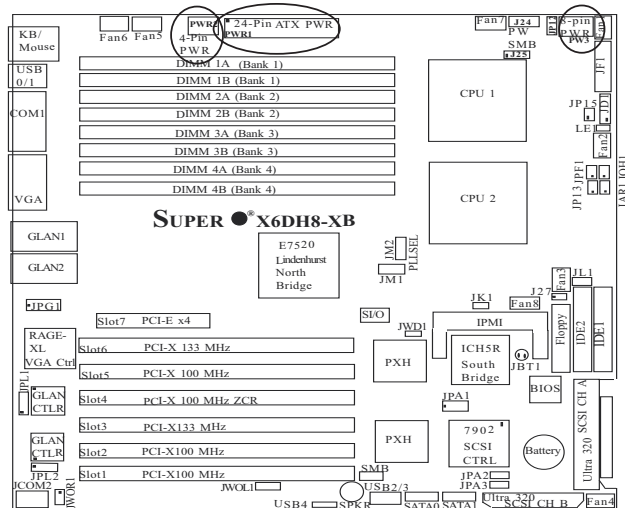 KB/
Mouse
Fan6
Fan5
PWR2
4-Pin
PWR
24-Pin ATX PWR
PWR1
Fan7
J24
PW
SMB
J25
JP12
8-pin
PWR
PW3
USB
0/1
COM1
VGA
DIMM 1A (Bank 1)
DIMM 1B (Bank 1)
DIMM 2A (Bank 2)
DIMM 2B (Bank 2)
DIMM 3A (Bank 3)
DIMM 3B (Bank 3)
DIMM 4A (Bank 4)
DIMM 4B (Bank 4)
CPU 1
CPU 2
JF1
JP15
JD1
LE1
Fan2
JPF1
JP13
JAR1
JOH1
SUPER ●® X6DH8-XB
GLAN1
GLAN2
E7520
Lindenhurst
North
Bridge
JM2
PLLSEL
JM1
Fan3
JL1
J27
JK1
Fan8
JPG1
SI/O
JWD1
IPMI
Floppy
IDE2
IDE1
Slot7 PCI-E x4
RAGE-
XL
VGA Ctrl
Slot6 PCI-X 133 MHz
Slot5 PCI-X 100 MHz
Slot4 PCI-X 100 MHz ZCR
Slot3 PCI-X133 MHz
Slot2 PCI-X100 MHz
Slot1 PCI-X100 MHz
PXH
ICH5R
South
Bridge
JBT1
BIOS
JPL1
GLAN
CTLR
GLAN
CTLR
JPL2
JPA1
PXH
7902
SCSI
CTRL
Battery
Ultra 320 SCSI CH A
JCOM2
JWOR1
JWOL1
SMB
USB4
SPKR
USB2/3
SATA0
SATA1
JPA2
JPA3
Ultra 320
SCSI CH B
Fan4